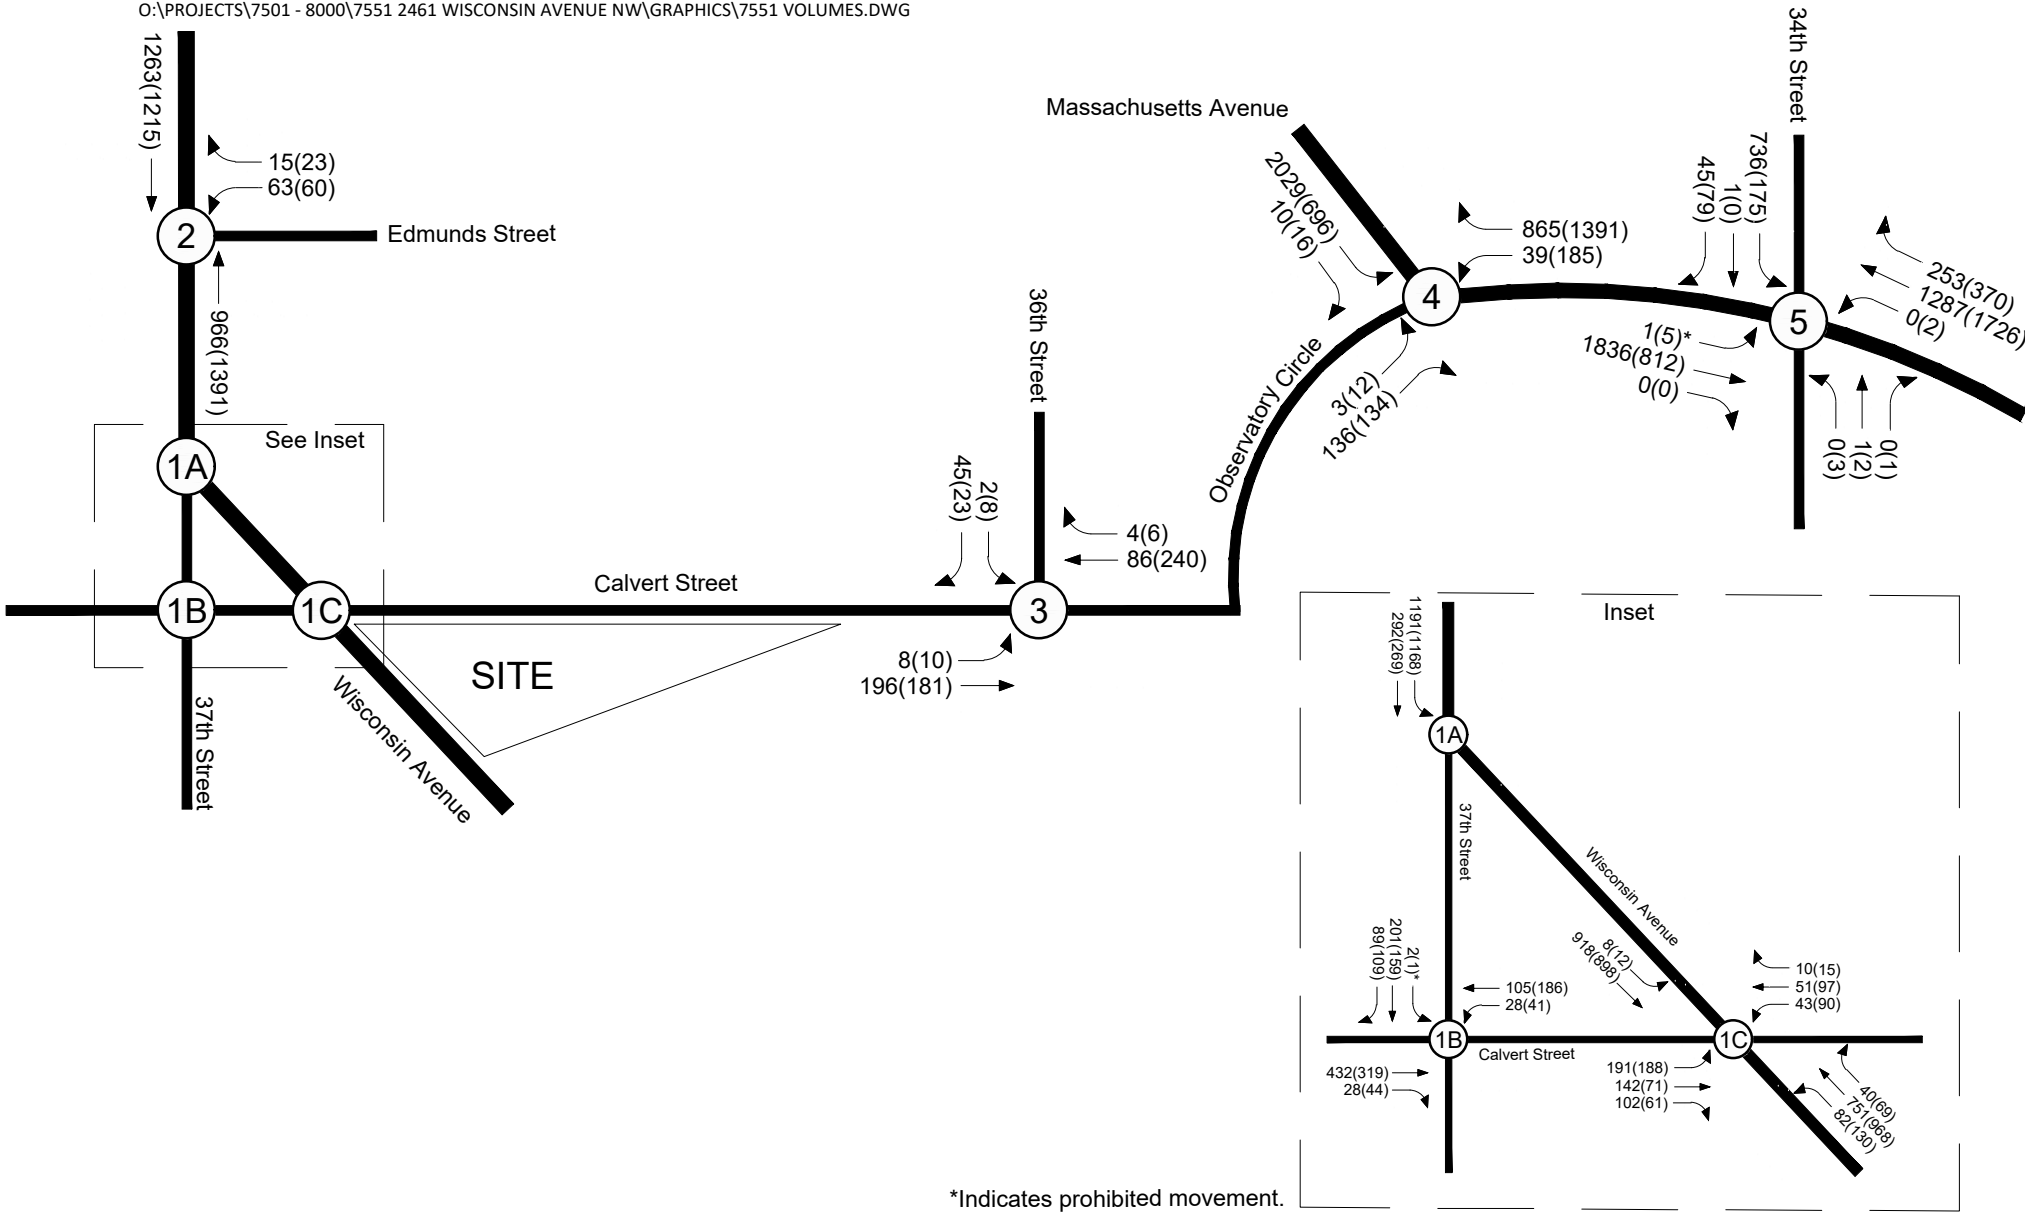 O:\PROJECTS\7501 - 8000\7551 2461 WISCONSIN AVENUE NW\GRAPHICS\7551 VOLUMES.DWG
1263(1215)
15(23)
63(60)
2
Edmunds Street
966(1391)
See Inset
1A
1B
1C
37th Street
Wisconsin Avenue
SITE
Calvert Street
36th Street
45(23)
2(8)
4(6)
86(240)
3
8(10)
196(181)
Massachusetts Avenue
2029(696)
10(16)
865(1391)
39(185)
4
Observatory Circle
3(12)
136(134)
34th Street
736(175)
1(0)
45(79)
253(370)
1287(1726)
0(2)
5
1(5)*
1836(812)
0(0)
0(3)
1(2)
0(1)
Inset
1191(1168)
292(269)
1A
37th Street
Wisconsin Avenue
2(1)*
201(159)
89(109)
105(186)
28(41)
8(12)
918(898)
10(15)
51(97)
43(90)
1B
Calvert Street
1C
432(319)
28(44)
191(188)
142(71)
102(61)
40(69)
751(968)
82(130)
*Indicates prohibited movement.